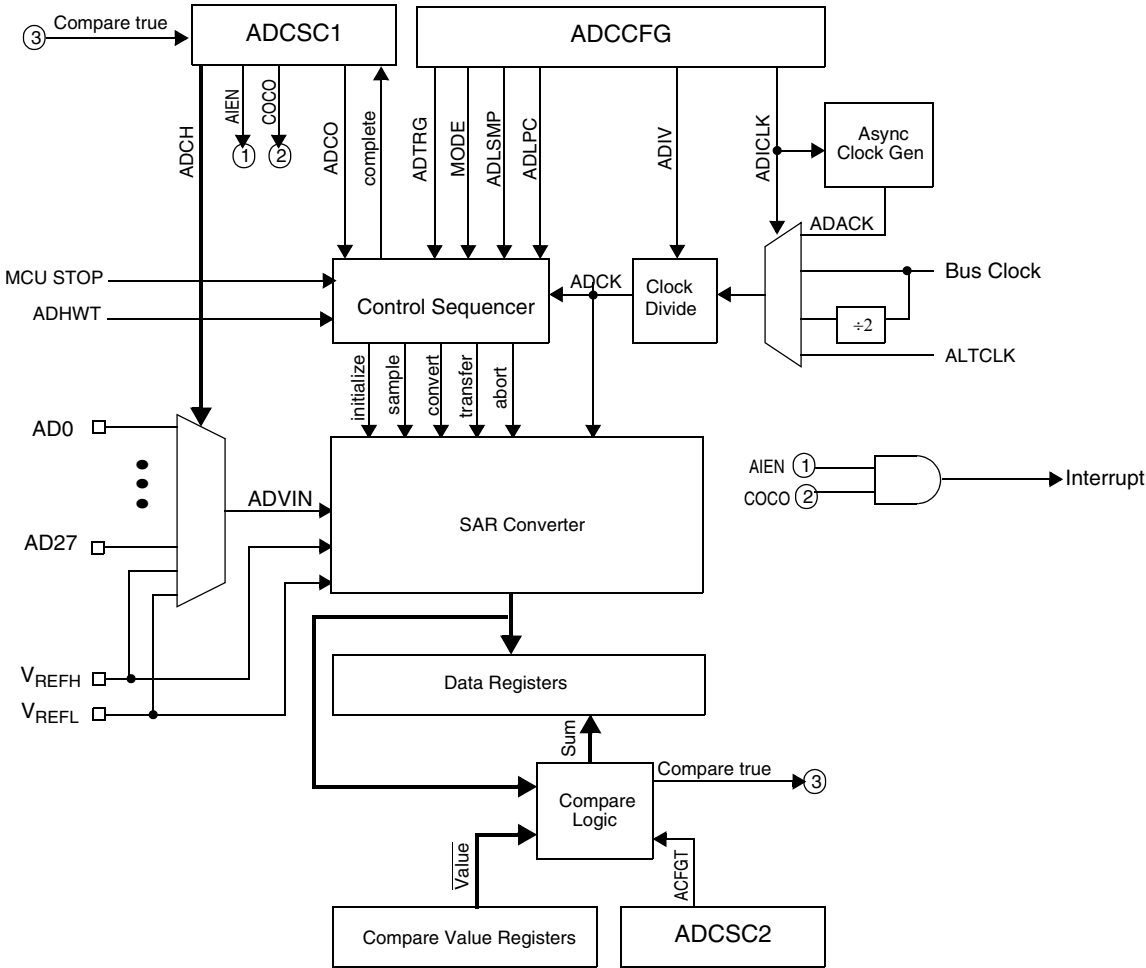 3
Compare true
ADCSC1
ADCCFG
ADCH
AIEN
COCO
1
2
ADCO
complete
ADTRG
MODE
ADLSMP
ADLPC
ADIV
ADICLK
Async
Clock Gen
ADACK
MCU STOP
ADHWT
Control Sequencer
ADCK
Clock
Divide
Bus Clock
÷2
ALTCLK
initialize
sample
convert
transfer
abort
AD0
AD27
ADVIN
SAR Converter
AIEN 1
COCO 2
Interrupt
VREFH
VREFL
Data Registers
Sum
Compare true
3
Compare
Logic
Value
ACFGT
Compare Value Registers
ADCSC2